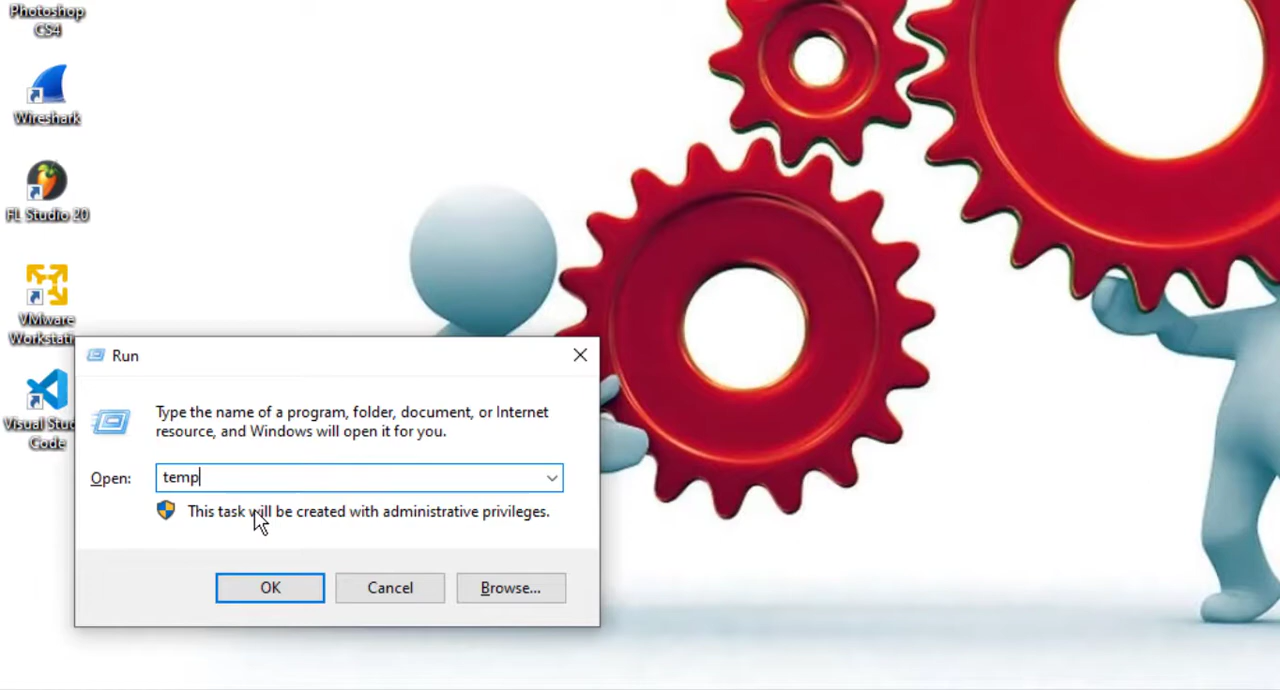 Photoshop
CS4
Wireshark
FL Studio 20
VMware
Visual
Code
Run
Type the name of a program, folder, document, or Internet
resource, and Windows will open it for you.
Open:
temp
This task will be created with administrative privileges.
OK
Cancel
Browse...